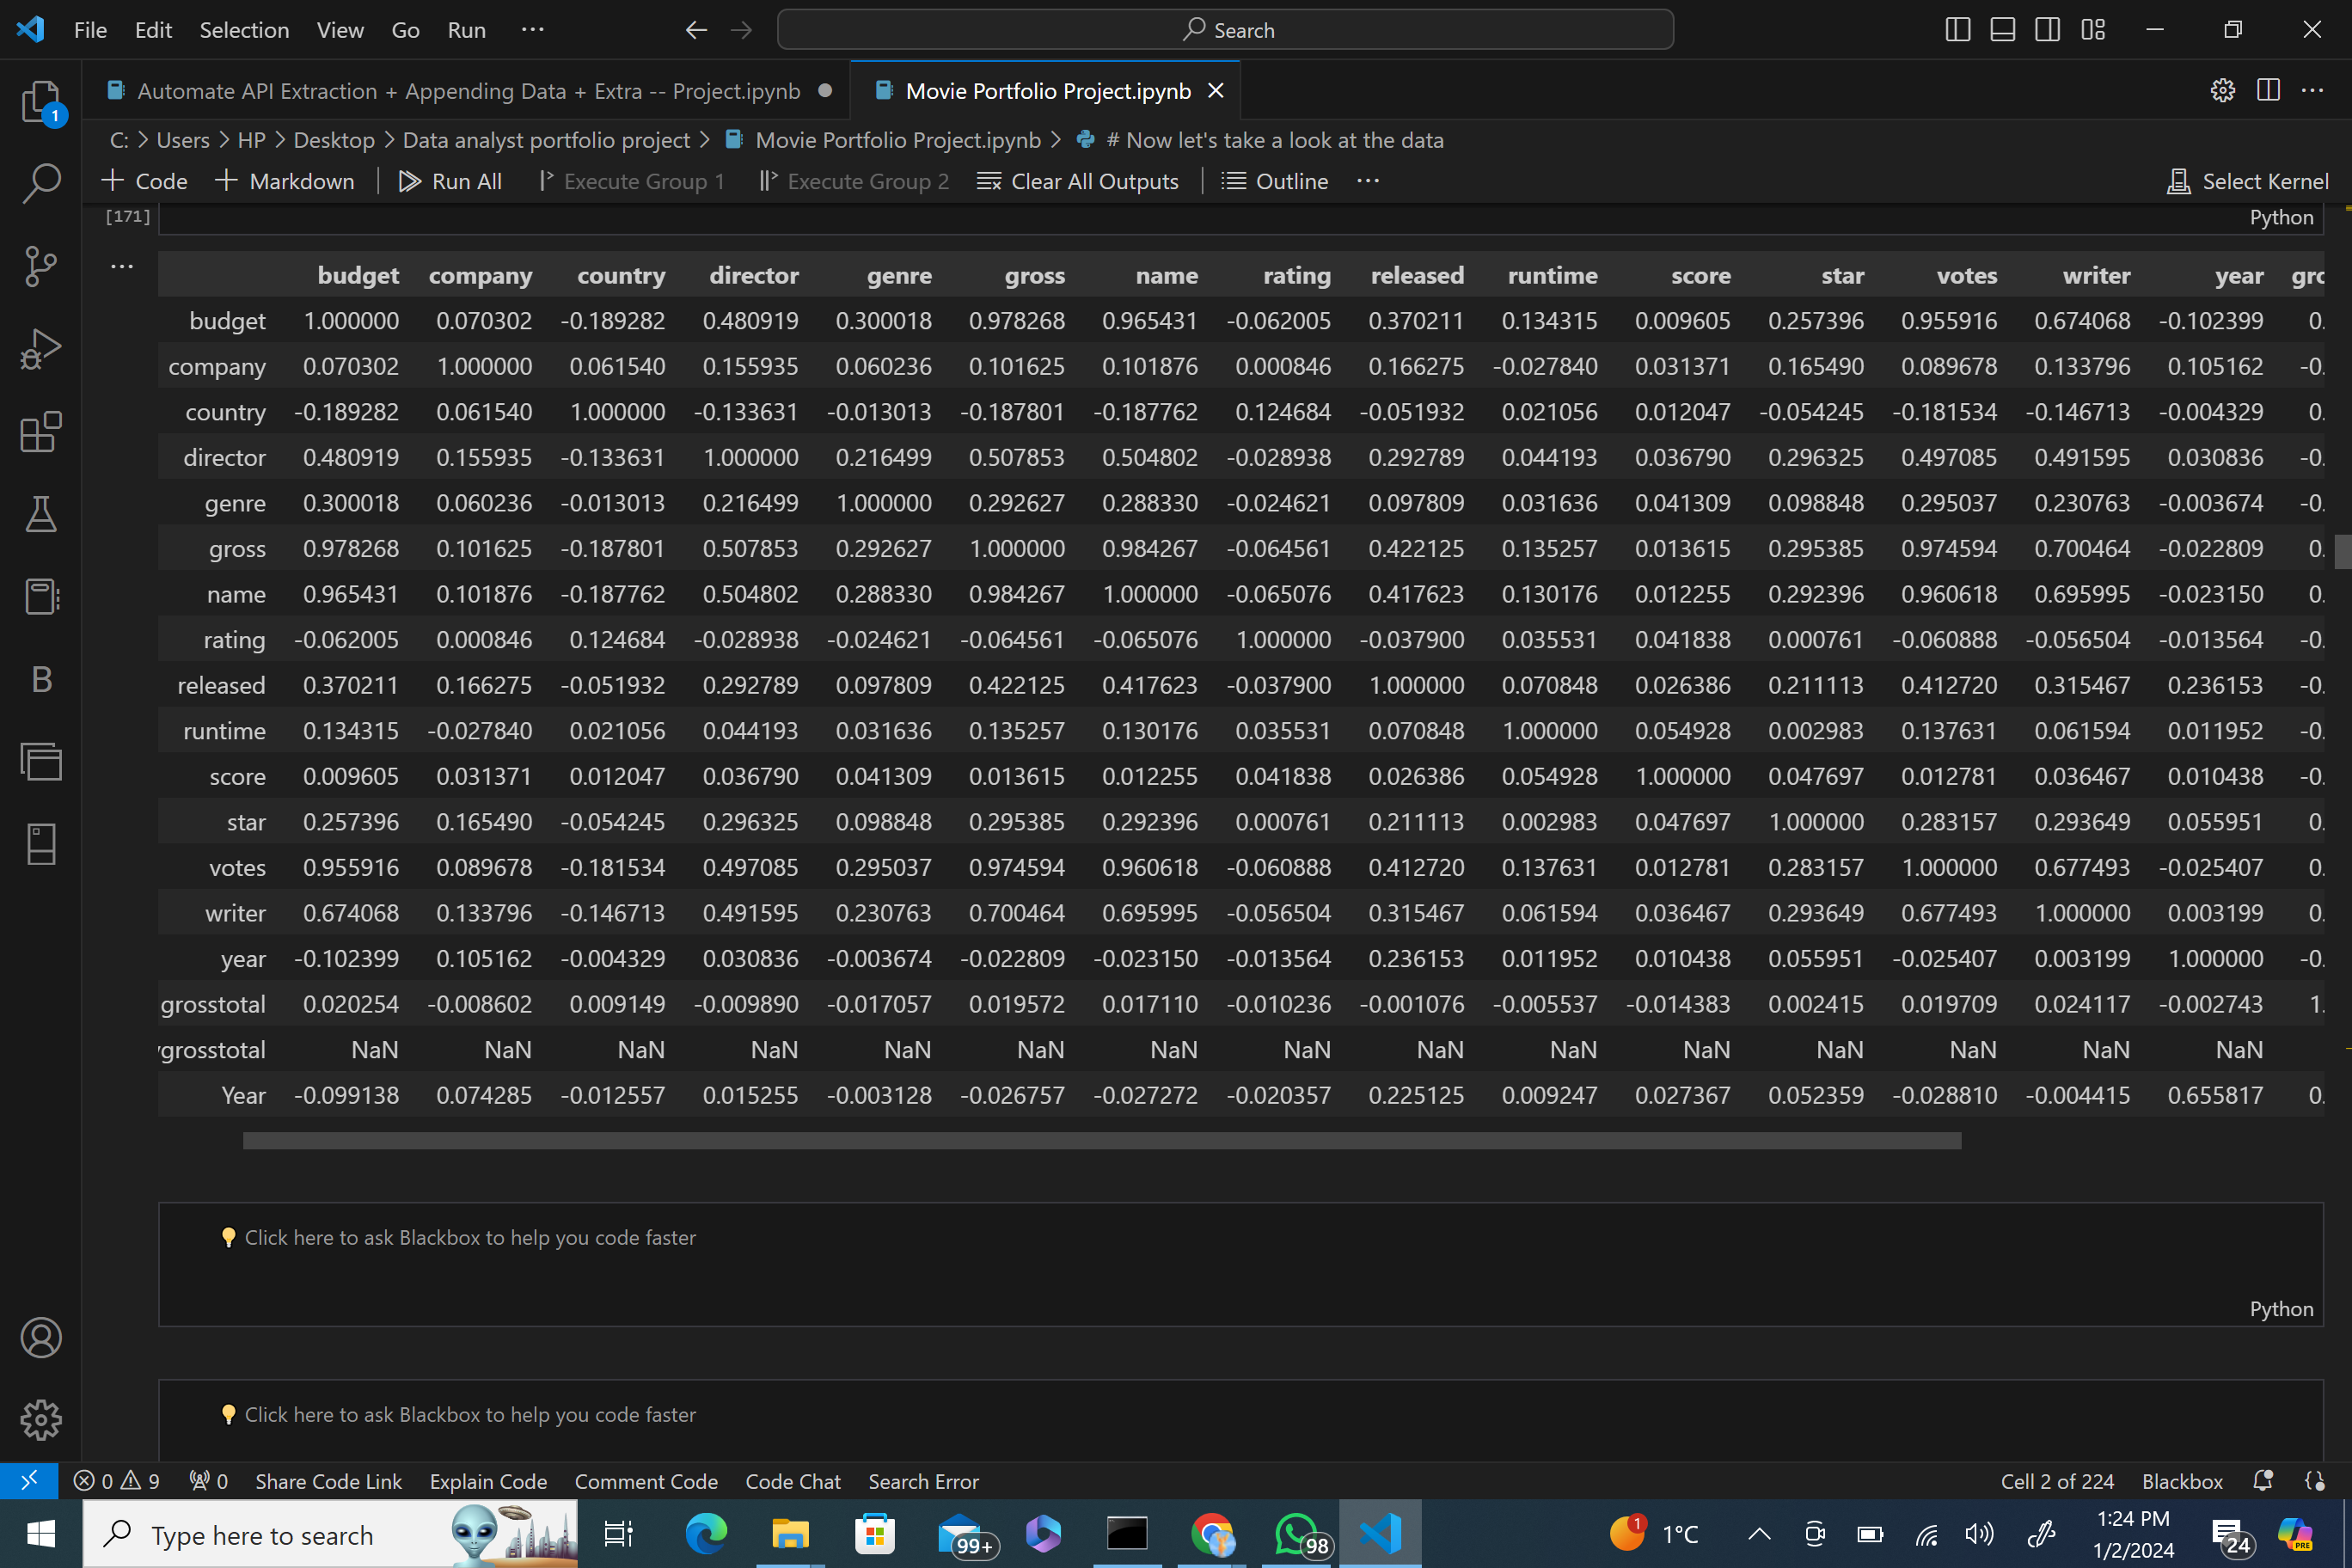 File Edit Selection View Go Run ··· Search
Automate API Extraction + Appending Data + Extra -- Project.ipynb Movie Portfolio Project.ipynb
1
C: > Users > HP > Desktop > Data analyst portfolio project > Movie Portfolio Project.ipynb > # Now let's take a look at the data
+ Code + Markdown Run All Execute Group 1 Execute Group 2 Clear All Outputs Outline ··· Select Kernel
[171] Python
··· budget company country director genre gross name rating released runtime score star votes writer year gro
budget 1.000000 0.070302 -0.189282 0.480919 0.300018 0.978268 0.965431 -0.062005 0.370211 0.134315 0.009605 0.257396 0.955916 0.674068 -0.102399 0.
company 0.070302 1.000000 0.061540 0.155935 0.060236 0.101625 0.101876 0.000846 0.166275 -0.027840 0.031371 0.165490 0.089678 0.133796 0.105162 -0.
country -0.189282 0.061540 1.000000 -0.133631 -0.013013 -0.187801 -0.187762 0.124684 -0.051932 0.021056 0.012047 -0.054245 -0.181534 -0.146713 -0.004329 0.
director 0.480919 0.155935 -0.133631 1.000000 0.216499 0.507853 0.504802 -0.028938 0.292789 0.044193 0.036790 0.296325 0.497085 0.491595 0.030836 -0.
genre 0.300018 0.060236 -0.013013 0.216499 1.000000 0.292627 0.288330 -0.024621 0.097809 0.031636 0.041309 0.098848 0.295037 0.230763 -0.003674 -0.
gross 0.978268 0.101625 -0.187801 0.507853 0.292627 1.000000 0.984267 -0.064561 0.422125 0.135257 0.013615 0.295385 0.974594 0.700464 -0.022809 0.
name 0.965431 0.101876 -0.187762 0.504802 0.288330 0.984267 1.000000 -0.065076 0.417623 0.130176 0.012255 0.292396 0.960618 0.695995 -0.023150 0.
rating -0.062005 0.000846 0.124684 -0.028938 -0.024621 -0.064561 -0.065076 1.000000 -0.037900 0.035531 0.041838 0.000761 -0.060888 -0.056504 -0.013564 -0.
released 0.370211 0.166275 -0.051932 0.292789 0.097809 0.422125 0.417623 -0.037900 1.000000 0.070848 0.026386 0.211113 0.412720 0.315467 0.236153 -0.
runtime 0.134315 -0.027840 0.021056 0.044193 0.031636 0.135257 0.130176 0.035531 0.070848 1.000000 0.054928 0.002983 0.137631 0.061594 0.011952 -0.
score 0.009605 0.031371 0.012047 0.036790 0.041309 0.013615 0.012255 0.041838 0.026386 0.054928 1.000000 0.047697 0.012781 0.036467 0.010438 -0.
star 0.257396 0.165490 -0.054245 0.296325 0.098848 0.295385 0.292396 0.000761 0.211113 0.002983 0.047697 1.000000 0.283157 0.293649 0.055951 0.
votes 0.955916 0.089678 -0.181534 0.497085 0.295037 0.974594 0.960618 -0.060888 0.412720 0.137631 0.012781 0.283157 1.000000 0.677493 -0.025407 0.
writer 0.674068 0.133796 -0.146713 0.491595 0.230763 0.700464 0.695995 -0.056504 0.315467 0.061594 0.036467 0.293649 0.677493 1.000000 0.003199 0.
year -0.102399 0.105162 -0.004329 0.030836 -0.003674 -0.022809 -0.023150 -0.013564 0.236153 0.011952 0.010438 0.055951 -0.025407 0.003199 1.000000 -0.
grosstotal 0.020254 -0.008602 0.009149 -0.009890 -0.017057 0.019572 0.017110 -0.010236 -0.001076 -0.005537 -0.014383 0.002415 0.019709 0.024117 -0.002743 1.
grosstotal NaN NaN NaN NaN NaN NaN NaN NaN NaN NaN NaN NaN NaN NaN NaN
Year -0.099138 0.074285 -0.012557 0.015255 -0.003128 -0.026757 -0.027272 -0.020357 0.225125 0.009247 0.027367 0.052359 -0.028810 -0.004415 0.655817 0.
B
Click here to ask Blackbox to help you code faster
Python
Click here to ask Blackbox to help you code faster
0 9 0 Share Code Link Explain Code Comment Code Code Chat Search Error Cell 2 of 224 Blackbox
Type here to search 99+ 98 1 1°C 1:24 PM 24 PRE
1/2/2024